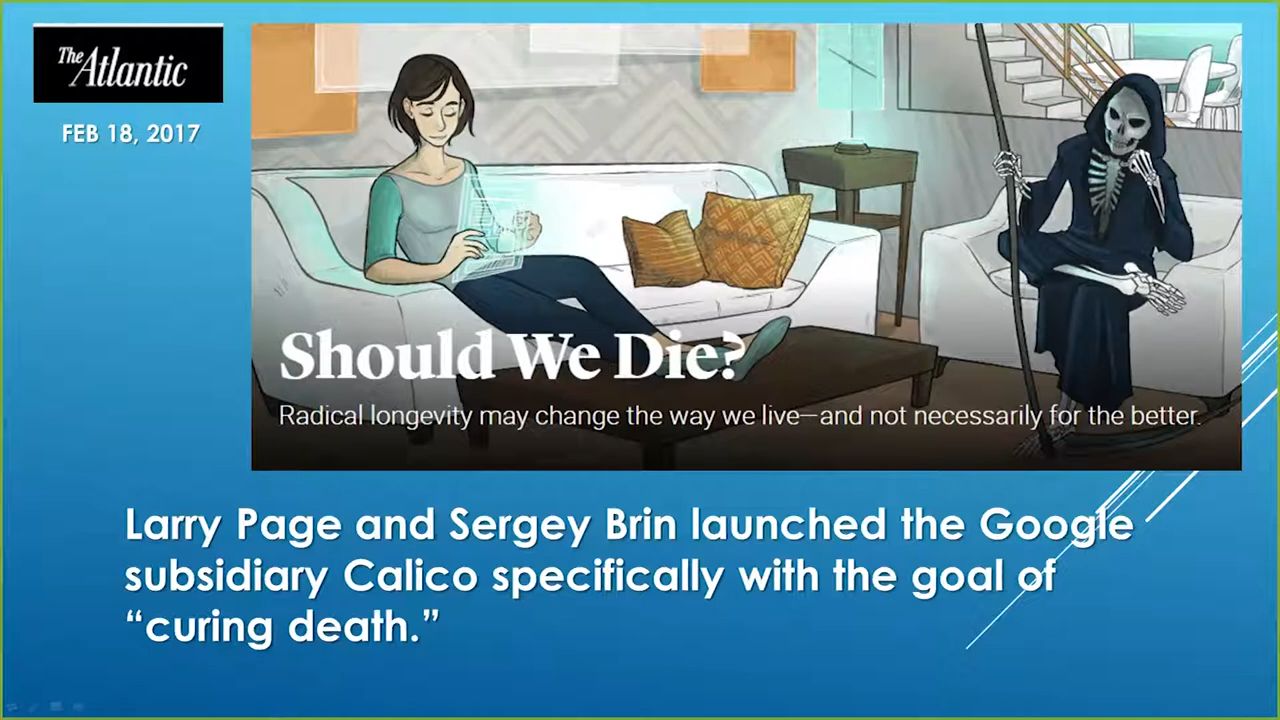 The Atlantic
FEB 18, 2017
Should We Die?
Radical longevity may change the way we live—and not necessarily for the better.
Larry Page and Sergey Brin launched the Google
subsidiary Calico specifically with the goal of
“curing death.”